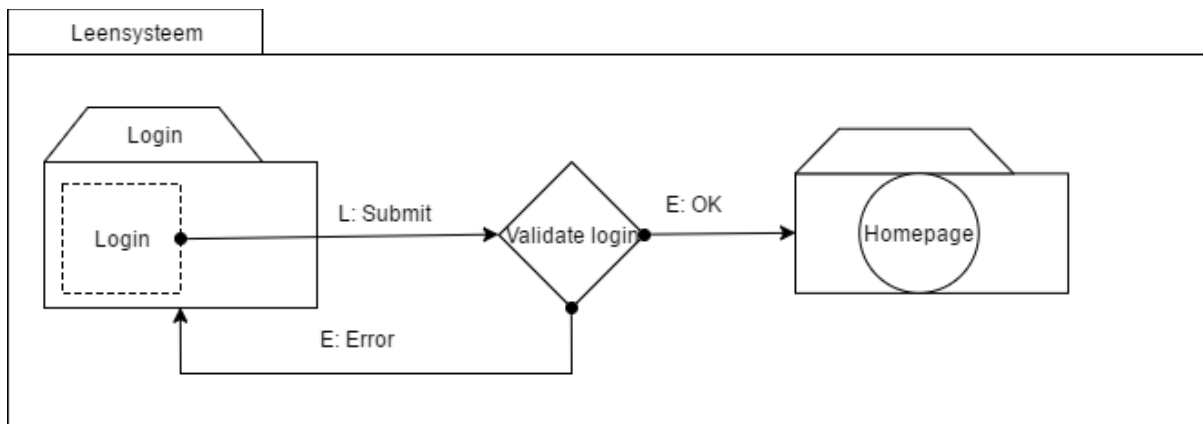 Leensysteem
Login
Login
L: Submit
Validate login
E: OK
Homepage
E: Error